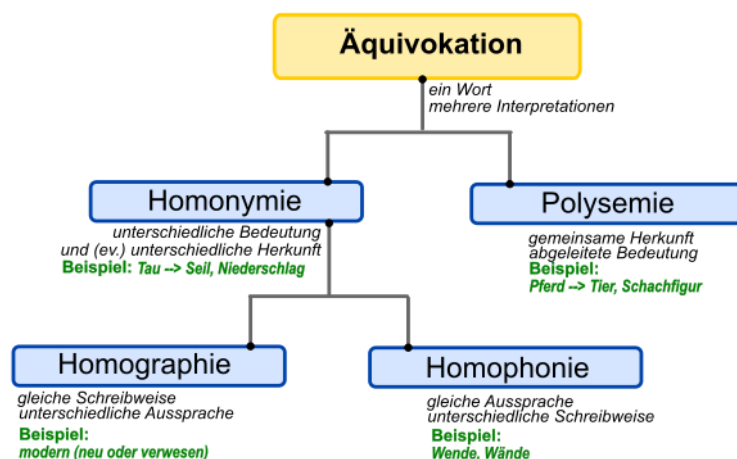 Äquivokation
ein Wort
mehrere Interpretationen
Homonymie
unterschiedliche Bedeutung
und (ev.) unterschiedliche Herkunft
Beispiel: Tau --> Seil, Niederschlag
Polysemie
gemeinsame Herkunft
abgeleitete Bedeutung
Beispiel:
Pferd --> Tier, Schachfigur
Homographie
gleiche Schreibweise
unterschiedliche Aussprache
Beispiel:
modern (neu oder verwesen)
Homophonie
gleiche Aussprache
unterschiedliche Schreibweise
Beispiel:
Wende, Wände